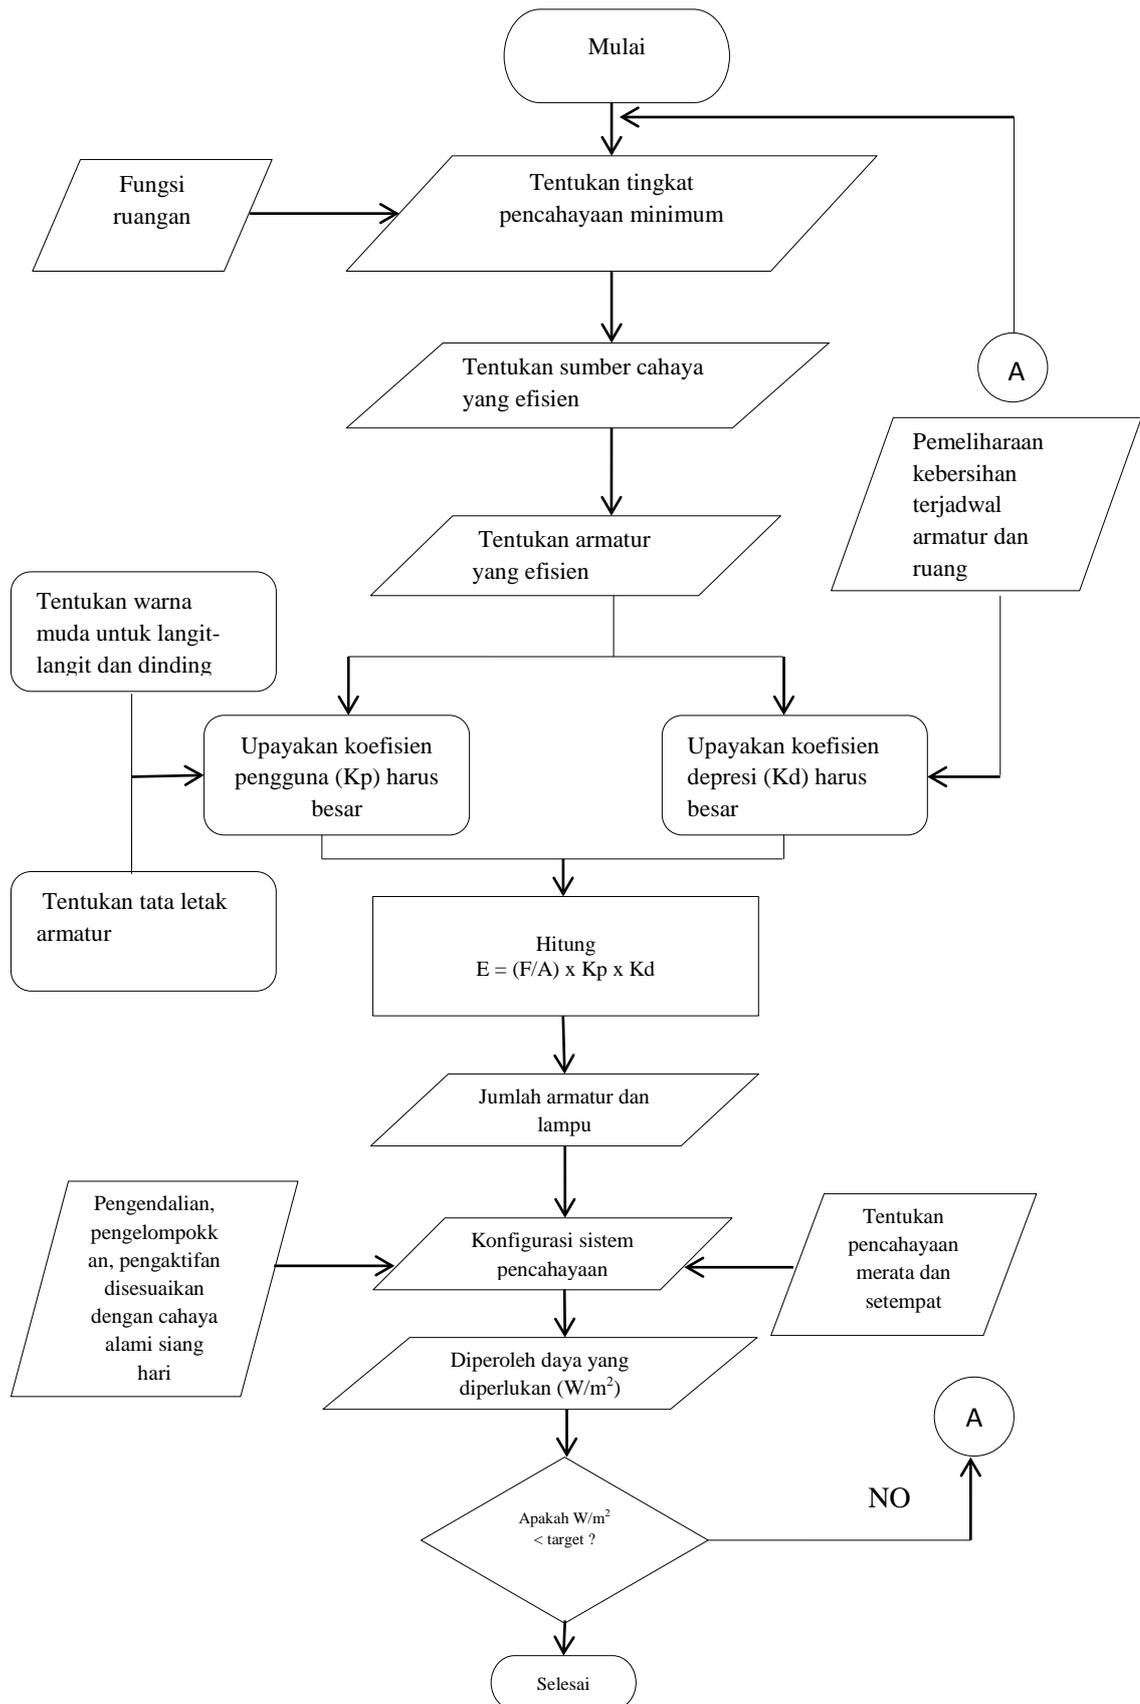 Mulai
Fungsi
ruangan
Tentukan tingkat
pencahayaan minimum
Tentukan sumber cahaya
yang efisien
A
Pemeliharaan
kebersihan
terjadwal
armatur dan
ruang
Tentukan armatur
yang efisien
Tentukan warna
muda untuk langit-
langit dan dinding
Upayakan koefisien
pengguna (Kp) harus
besar
Upayakan koefisien
depresi (Kd) harus
besar
Tentukan tata letak
armatur
Hitung
E = (F/A) x Kp x Kd
Jumlah armatur dan
lampu
Pengendalian,
pengelompokk
an, pengaktifan
disesuaikan
dengan cahaya
alami siang
hari
Konfigurasi sistem
pencahayaan
Tentukan
pencahayaan
merata dan
setempat
Diperoleh daya yang
diperlukan (W/m²)
A
NO
Apakah W/m²
< target ?
Selesai